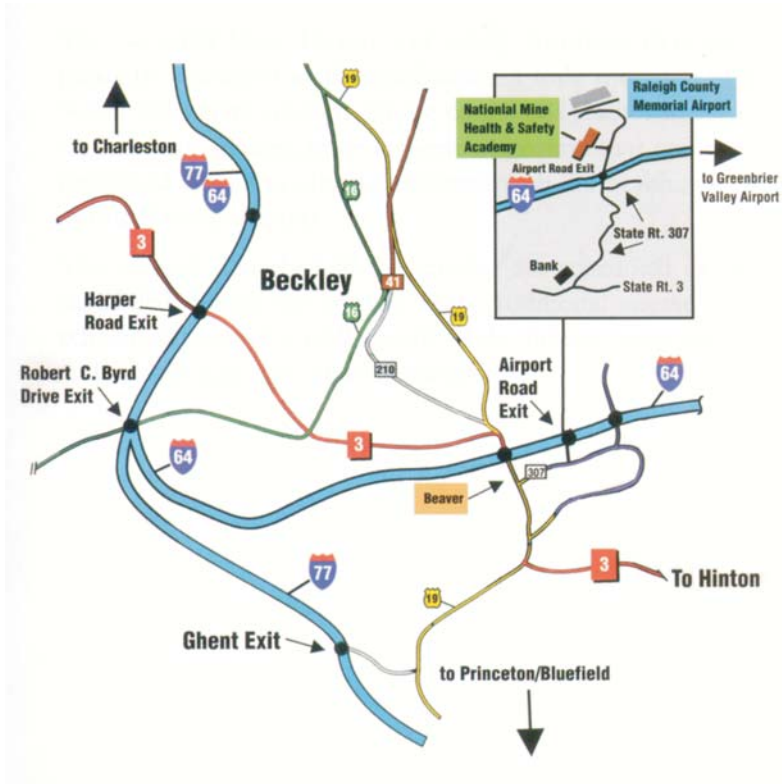 19
Raleigh County
Memorial Airport
Nationlal Mine
Health & Safety
Academy
to Charleston
Airport Road Exit
77
64
16
64
to Greenbrier
Valley Airport
3
State Rt. 307
Beckley
Bank
41
State Rt. 3
Harper
Road Exit
16
19
Airport
Road
Exit
210
Robert C. Byrd
Drive Exit
64
3
64
307
Beaver
77
3
To Hinton
19
Ghent Exit
to Princeton/Bluefield